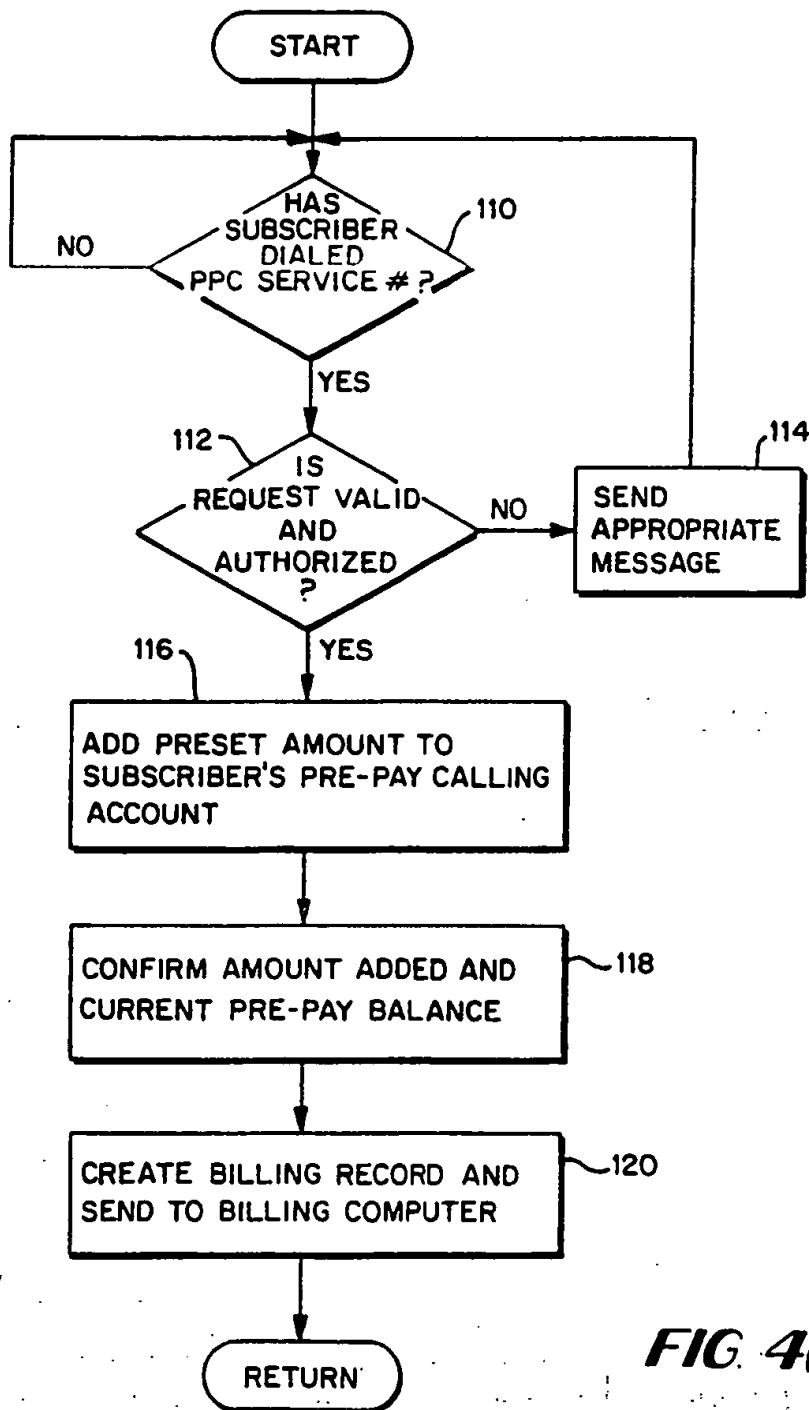 START
HAS
SUBSCRIBER
DIALED
PPC SERVICE # ?
110
NO
YES
112
IS
REQUEST VALID
AND
AUTHORIZED
?
NO
114
SEND
APPROPRIATE
MESSAGE
YES
116
ADD PRESET AMOUNT TO
SUBSCRIBER'S PRE-PAY CALLING
ACCOUNT
CONFIRM AMOUNT ADDED AND
CURRENT PRE-PAY BALANCE
118
CREATE BILLING RECORD AND
SEND TO BILLING COMPUTER
120
RETURN
FIG. 4